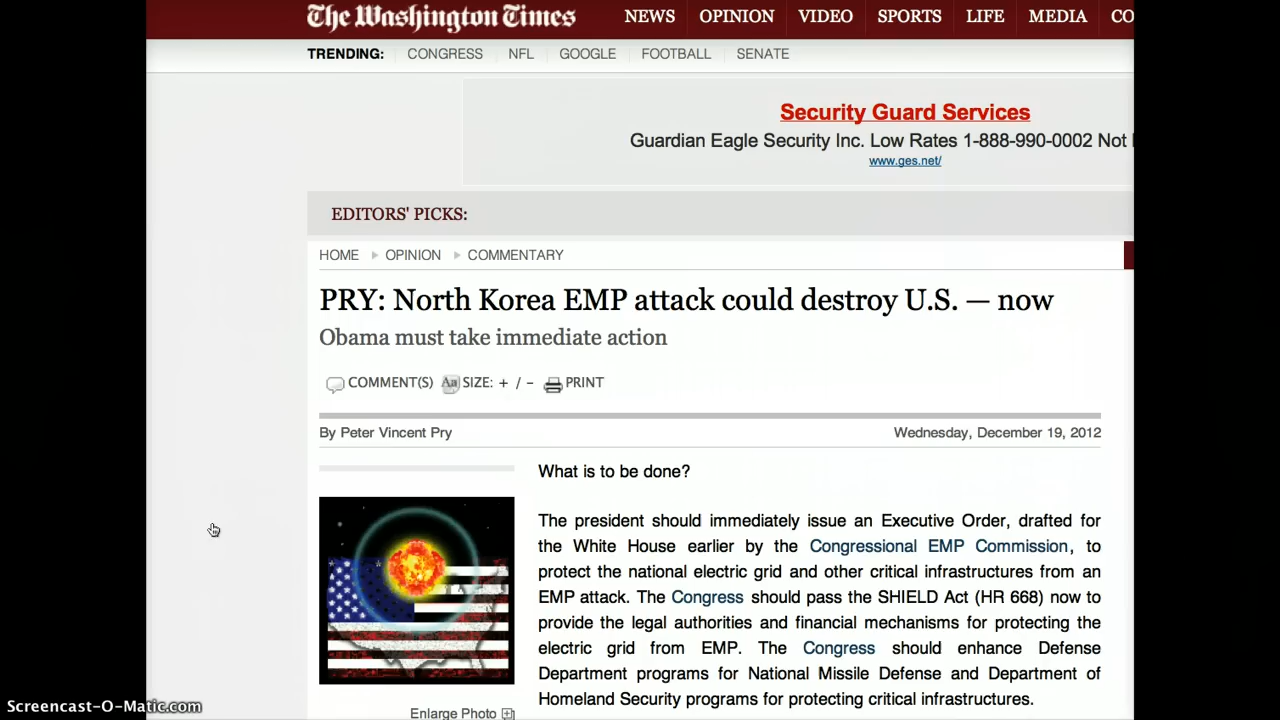 The Washington Times NEWS OPINION VIDEO SPORTS LIFE MEDIA CO
TRENDING: CONGRESS NFL GOOGLE FOOTBALL SENATE
Security Guard Services
Guardian Eagle Security Inc. Low Rates 1-888-990-0002 Not
www.ges.net/
EDITORS' PICKS:
HOME OPINION COMMENTARY
PRY: North Korea EMP attack could destroy U.S. — now
Obama must take immediate action
COMMENT(S) Aa SIZE: + / - PRINT
By Peter Vincent Pry Wednesday, December 19, 2012
What is to be done?
The president should immediately issue an Executive Order, drafted for
the White House earlier by the Congressional EMP Commission, to
protect the national electric grid and other critical infrastructures from an
EMP attack. The Congress should pass the SHIELD Act (HR 668) now to
provide the legal authorities and financial mechanisms for protecting the
electric grid from EMP. The Congress should enhance Defense
Department programs for National Missile Defense and Department of
Homeland Security programs for protecting critical infrastructures.
Enlarge Photo
Screencast-O-Matic.com